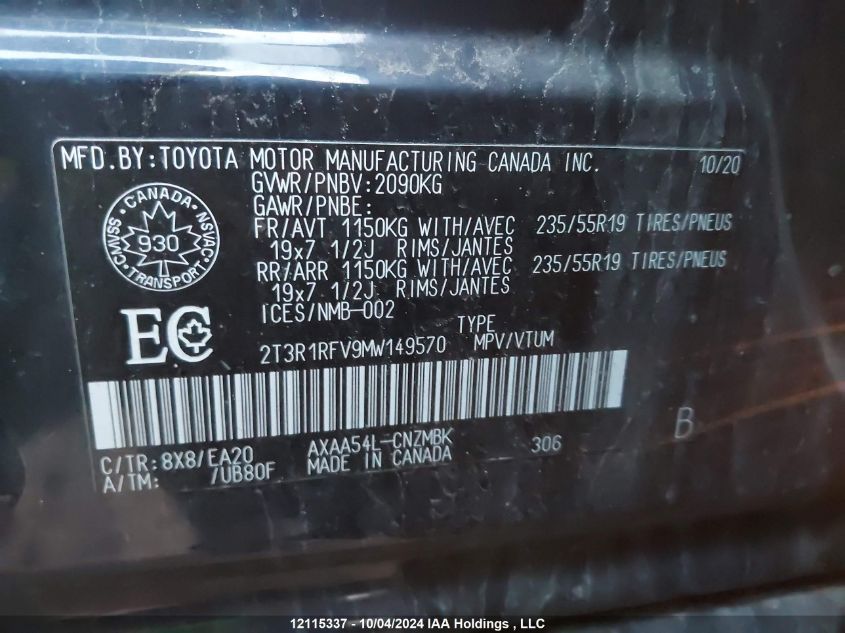 MFD.BY:TOYOTA MOTOR MANUFACTURING CANADA INC. 10/20
GVWR/PNBV:2090KG
GAWR/PNBE:
FR/AVT 1150KG WITH/AVEC 235/55R19 TIRES/PNEUS
19x7 1/2J RIMS/JANTES
RR/ARR 1150KG WITH/AVEC 235/55R19 TIRES/PNEUS
19x7 1/2J RIMS/JANTES
ICES/NMB-002
CANADA
CMVSS NSVAC
930
TRANSPORT
EC
TYPE
2T3R1RFV9MW149570 MPV/VTUM
C/TR:8X8/EA20 AXAA54L-CNZMBK 306 B
A/TM: /UB80F MADE IN CANADA
12115337 - 10/04/2024 IAA Holdings , LLC